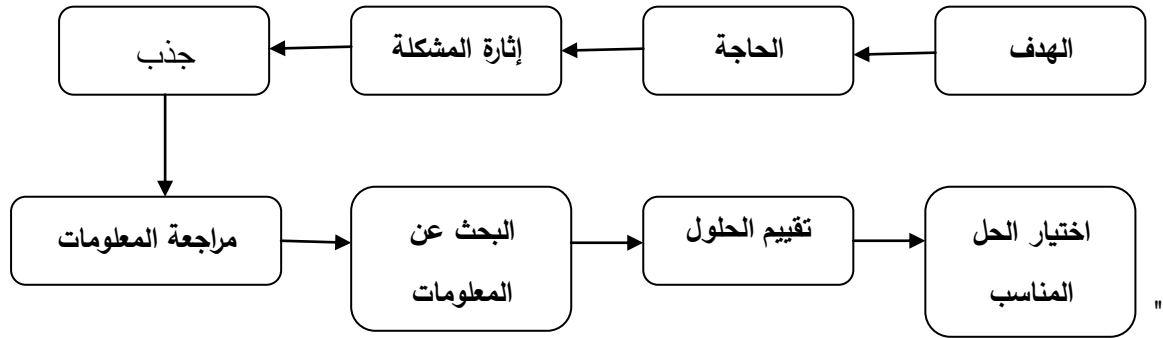 الهدف
الحاجة
إثارة المشكلة
جذب
مراجعة المعلومات
البحث عن
المعلومات
تقييم الحلول
اختيار الحل
المناسب
"